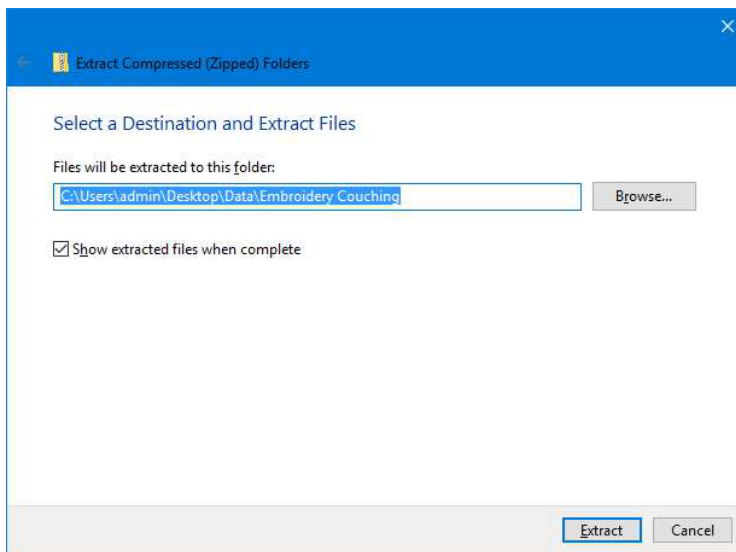 Extract Compressed (Zipped) Folders
Select a Destination and Extract Files
Files will be extracted to this folder:
C:\Users\admin\Desktop\Data\Embroidery Couching
Browse...
Show extracted files when complete
Extract
Cancel